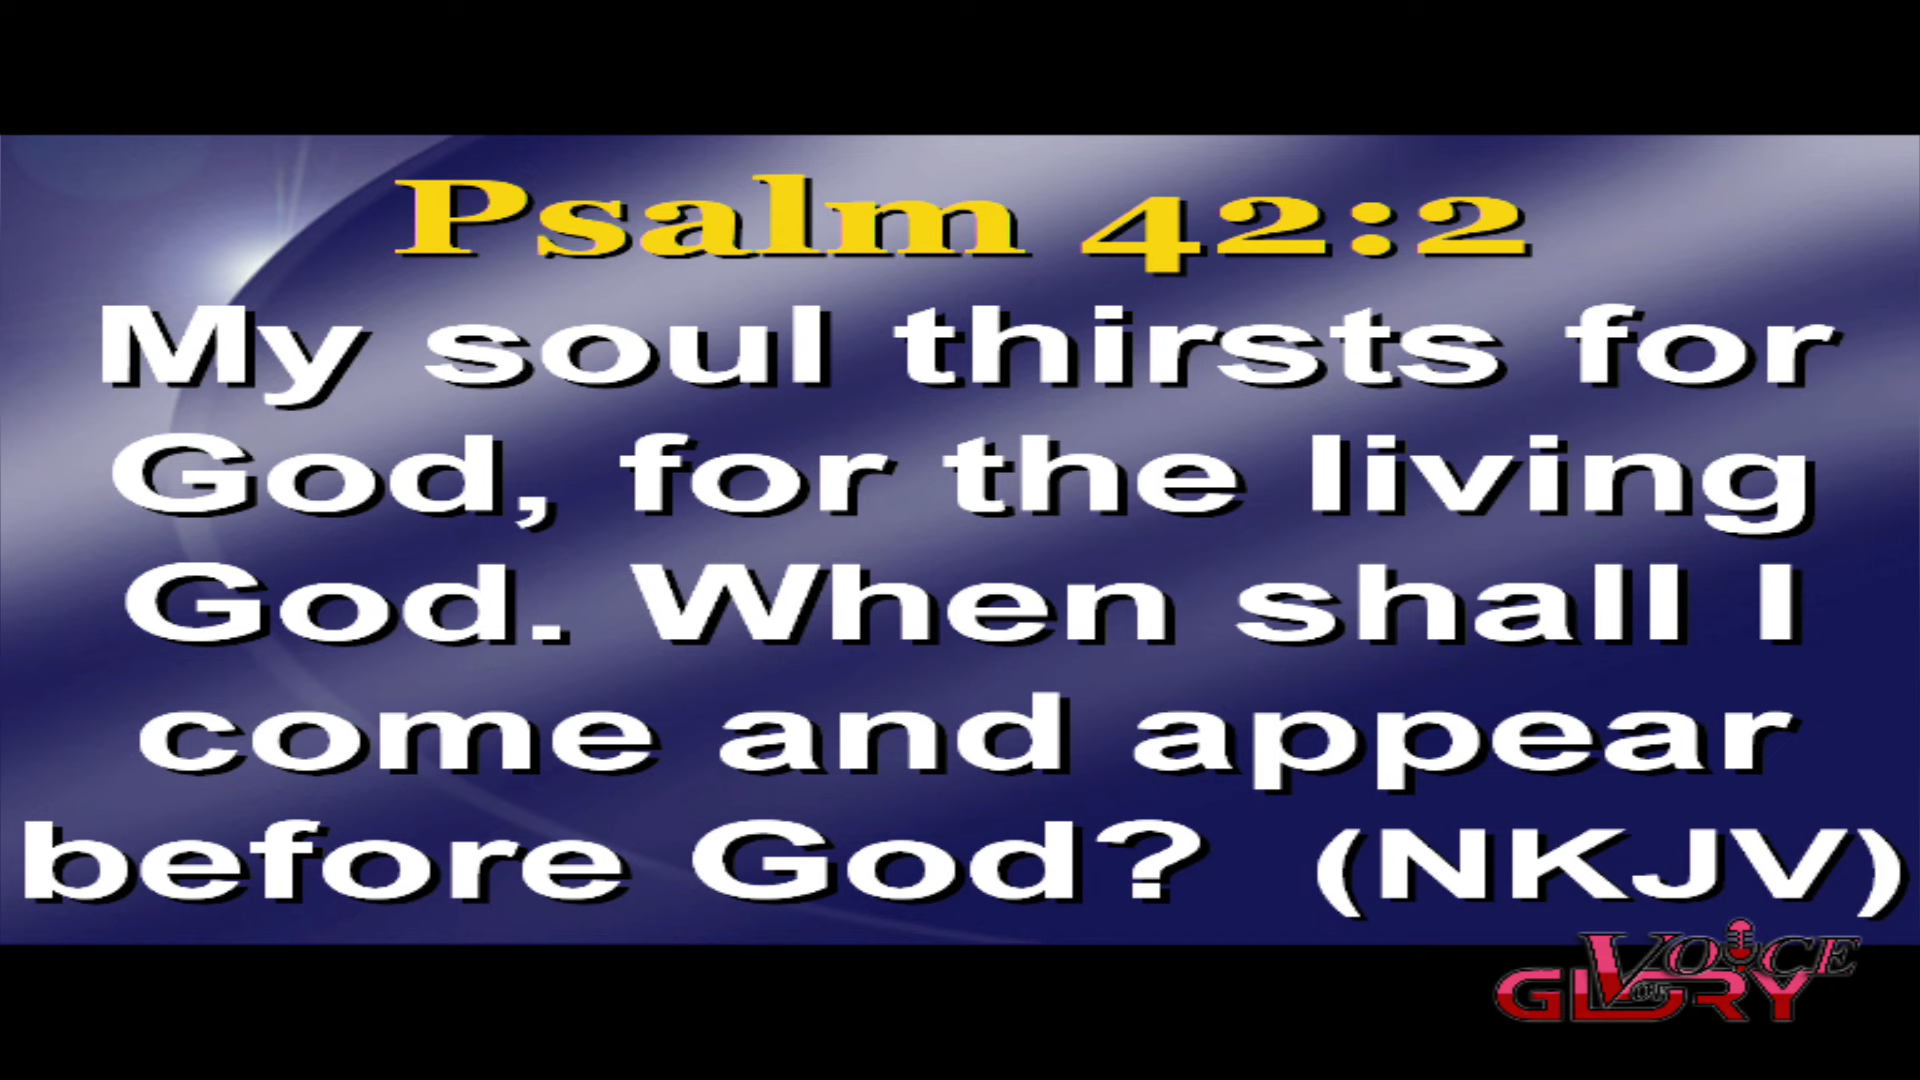 Psalm 42:2
My soul thirsts for
God, for the living
God. When shall I
come and appear
before God? (NKJV)
VOICE
OF
GLORY